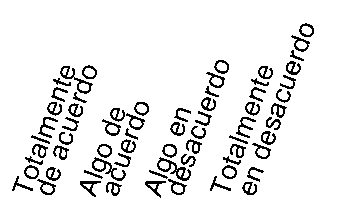 Totalmente
de acuerdo
Algo de
acuerdo
Algo en
desacuerdo
Totalmente
en desacuerdo